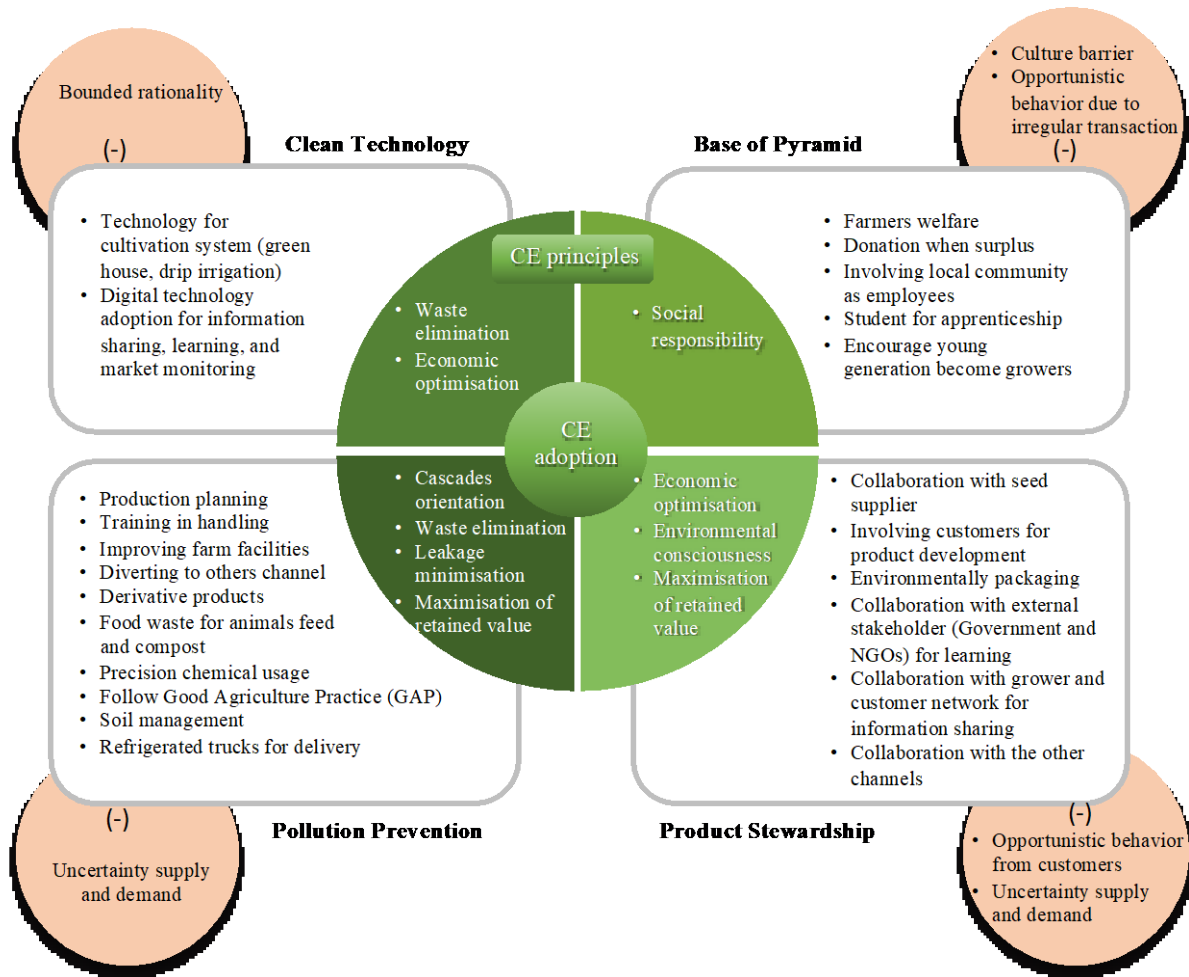 Bounded rationality
(-)
• Culture barrier
• Opportunistic
behavior due to
irregular transaction
(-)
Clean Technology
Base of Pyramid
• Technology for
cultivation system (green
house, drip irrigation)
• Digital technology
adoption for information
sharing, learning, and
market monitoring
CE principles
• Waste
elimination
• Economic
optimisation
• Social
responsibility
• Farmers welfare
• Donation when surplus
• Involving local community
as employees
• Student for apprenticeship
• Encourage young
generation become growers
CE
adoption
• Production planning
• Training in handling
• Improving farm facilities
• Diverting to others channel
• Derivative products
• Food waste for animals feed
and compost
• Precision chemical usage
• Follow Good Agriculture Practice (GAP)
• Soil management
• Refrigerated trucks for delivery
• Cascades
orientation
• Waste elimination
• Leakage
minimisation
• Maximisation of
retained value
• Economic
optimisation
• Environmental
consciousness
• Maximisation
of retained
value
• Collaboration with seed
supplier
• Involving customers for
product development
• Environmentally packaging
• Collaboration with external
stakeholder (Government and
NGOs) for learning
• Collaboration with grower and
customer network for
information sharing
• Collaboration with the other
channels
Pollution Prevention
Product Stewardship
(-)
Uncertainty supply
and demand
(-)
• Opportunistic behavior
from customers
• Uncertainty supply
and demand